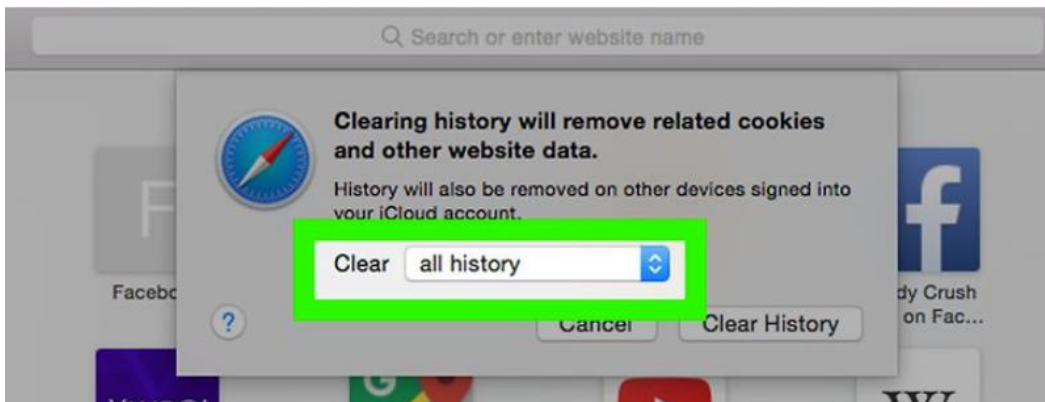 Search or enter website name
Clearing history will remove related cookies
and other website data.
History will also be removed on other devices signed into
your iCloud account.
Clear all history
F
f
Facebo
dy Crush
on Fac...
?
Cancel
Clear History
YAHOO!
G
W